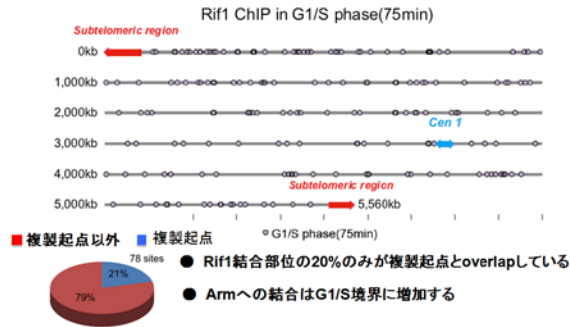 Rif1 ChIP in G1/S phase(75min)
Subtelomeric region
0kb
1,000kb
2,000kb
Cen 1
3,000kb
4,000kb
Subtelomeric region
5,000kb 5,560kb
G1/S phase(75min)
複製起点以外 複製起点
78 sites
21%
79%
● Rif1結合部位の20%のみが複製起点とoverlapしている
● Armへの結合はG1/S境界に増加する